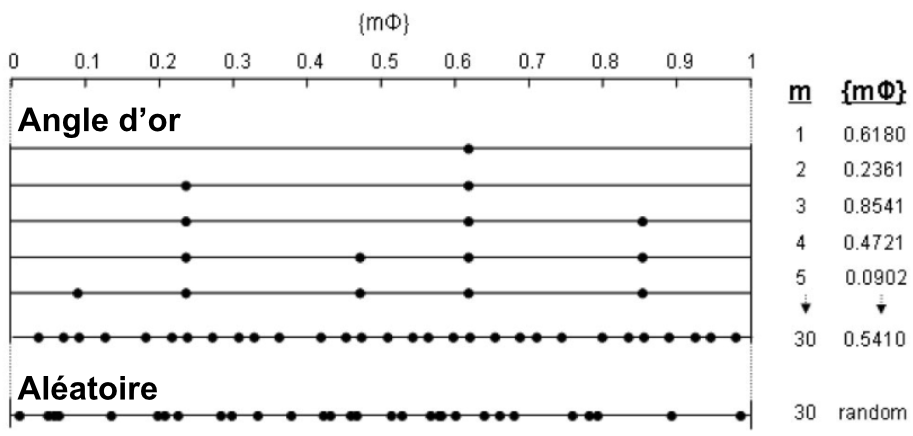 {mΦ}
0 0.1 0.2 0.3 0.4 0.5 0.6 0.7 0.8 0.9 1
m {mΦ}
Angle d'or
1 0.6180
2 0.2361
3 0.8541
4 0.4721
5 0.0902
30 0.5410
Aléatoire
30 random